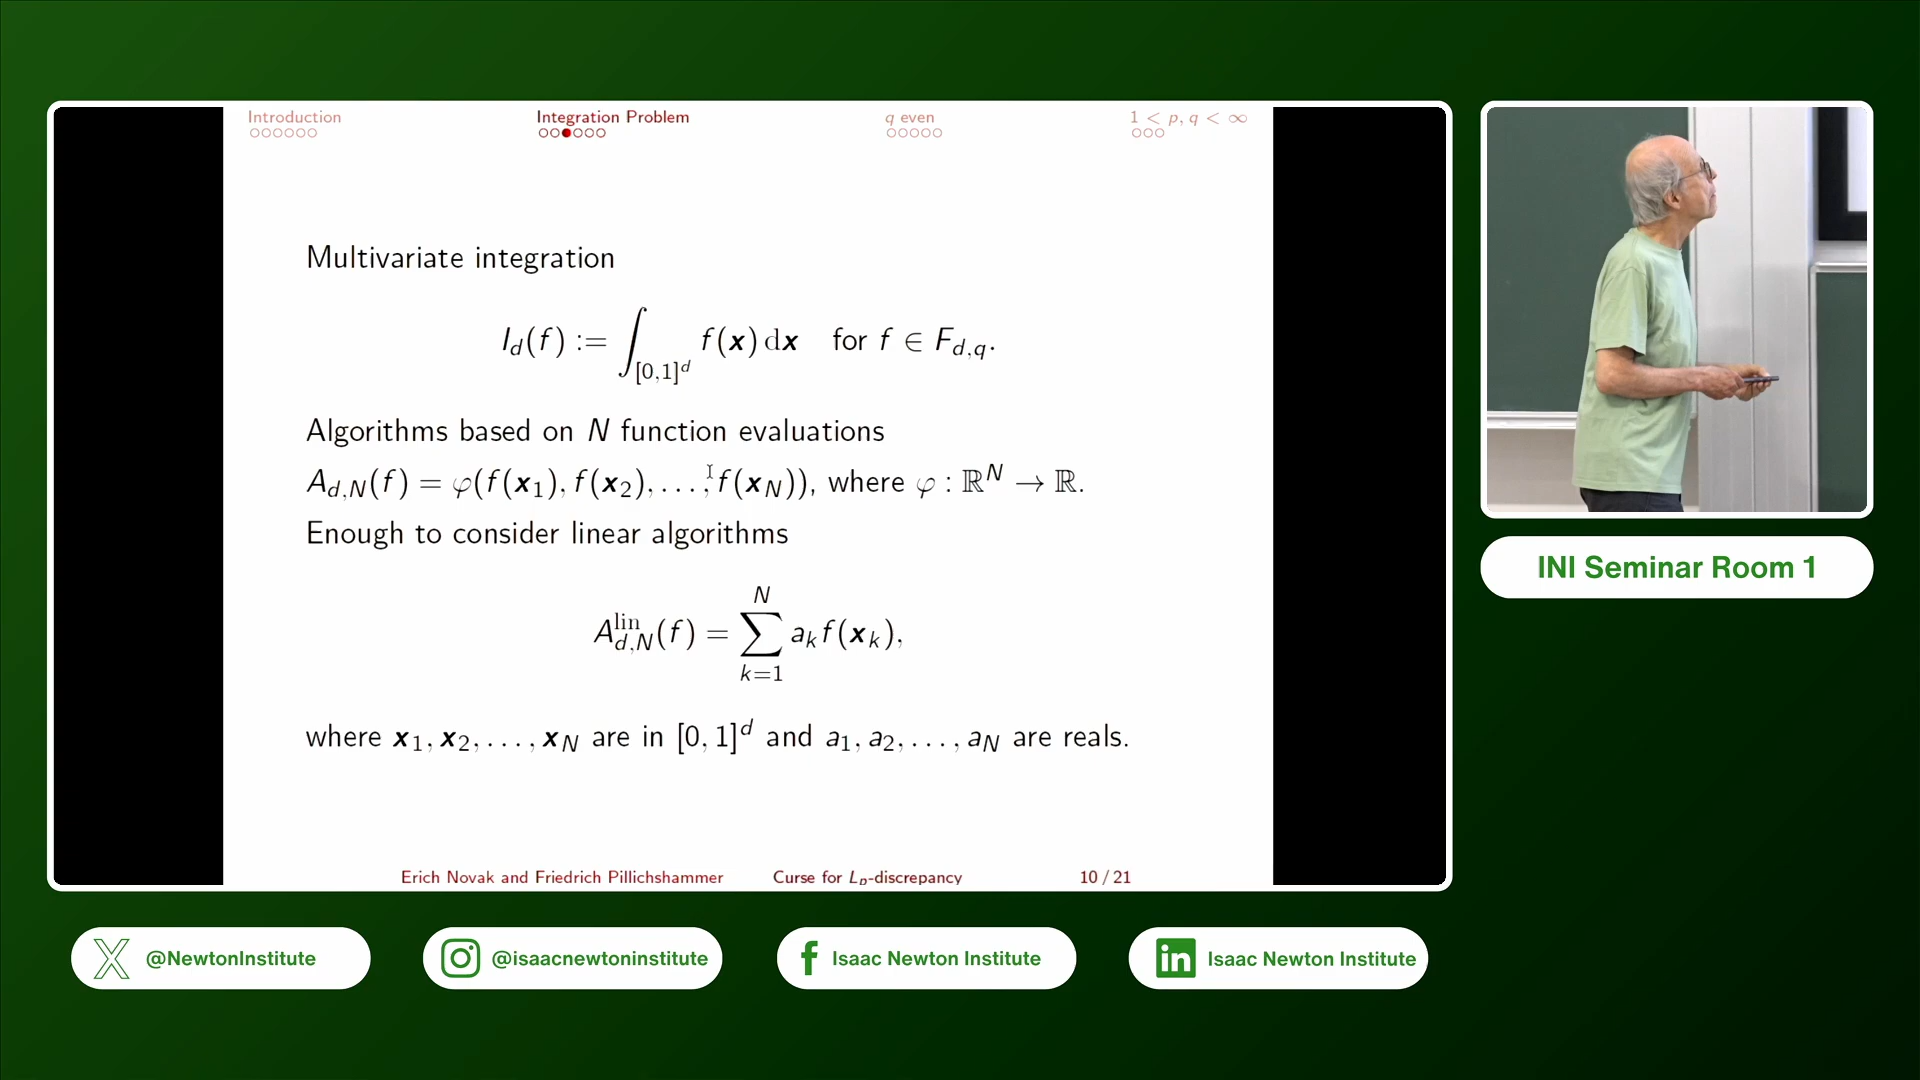 Introduction
Integration Problem
q even
1 < p, q < ∞
Multivariate integration
I_d(f) := ∫_{[0,1]^d} f(x) dx for f ∈ F_{d,q}.
Algorithms based on N function evaluations
A_{d,N}(f) = φ(f(x_1), f(x_2), …, f(x_N)), where φ : ℝ^N → ℝ.
Enough to consider linear algorithms
A^{lin}_{d,N}(f) = ∑_{k=1}^{N} a_k f(x_k),
where x_1, x_2, …, x_N are in [0, 1]^d and a_1, a_2, …, a_N are reals.
Erich Novak and Friedrich Pillichshammer
Curse for L_p-discrepancy
10 / 21
INI Seminar Room 1
@NewtonInstitute
@isaacnewtoninstitute
Isaac Newton Institute
Isaac Newton Institute